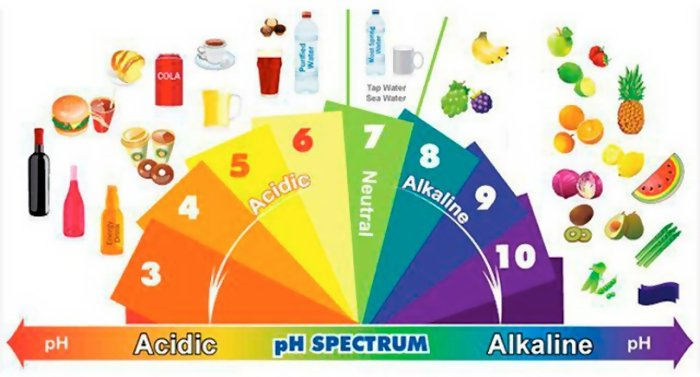 COLA
Purified
Water
Most Spring
Water
Tap Water
Sea Water
Energy
Drink
3
4
5
6
7
8
9
10
Acidic
Neutral
Alkaline
pH
Acidic
pH SPECTRUM
Alkaline
pH